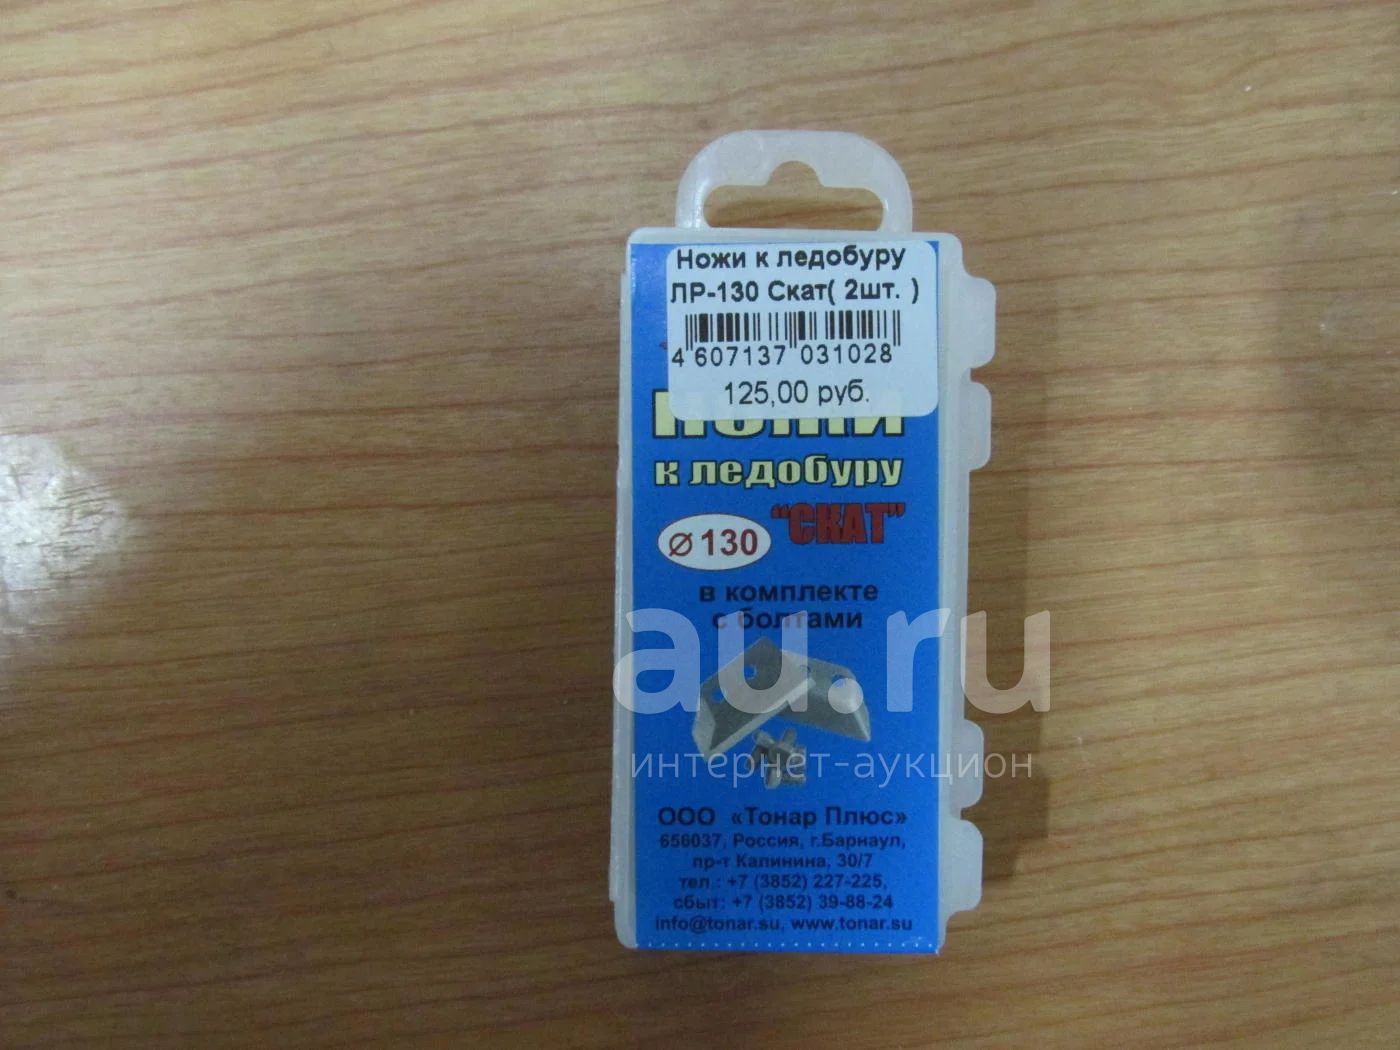 Ножи к ледобуру
ЛР-130 Скат( 2шт. )
4 607137 031028
125,00 руб.
к ледобуру
"СКАТ"
⌀ 130
в комплекте
с болтами
au.ru
интернет-аукцион
ООО «Тонар Плюс»
656037, Россия, г.Барнаул,
пр-т Калинина, 30/7
тел.: +7 (3852) 227-225,
сбыт: +7 (3852) 39-88-24
info@tonar.su, www.tonar.su